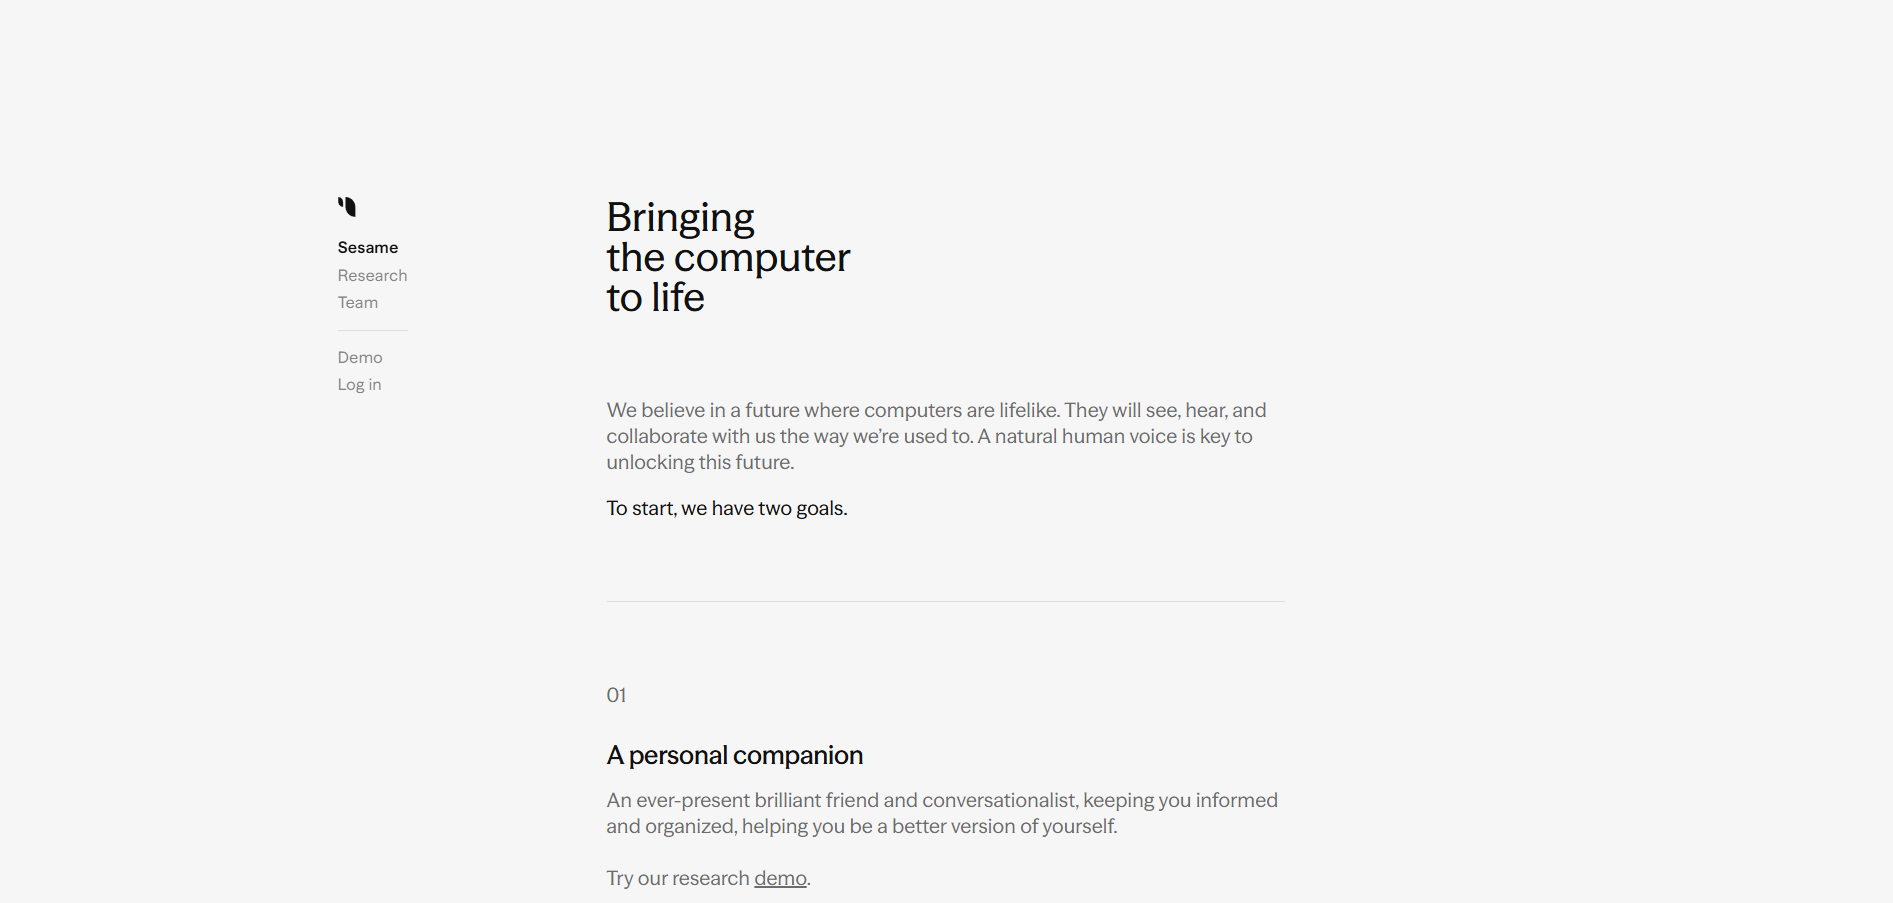 Sesame
Research
Team
Demo
Log in
Bringing
the computer
to life
We believe in a future where computers are lifelike. They will see, hear, and
collaborate with us the way we’re used to. A natural human voice is key to
unlocking this future.
To start, we have two goals.
01
A personal companion
An ever-present brilliant friend and conversationalist, keeping you informed
and organized, helping you be a better version of yourself.
Try our research demo.